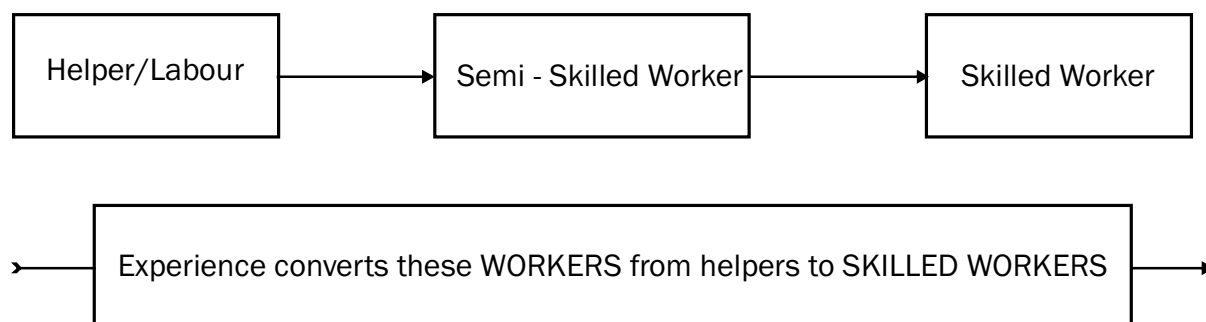 Helper/Labour
Semi - Skilled Worker
Skilled Worker
Experience converts these WORKERS from helpers to SKILLED WORKERS